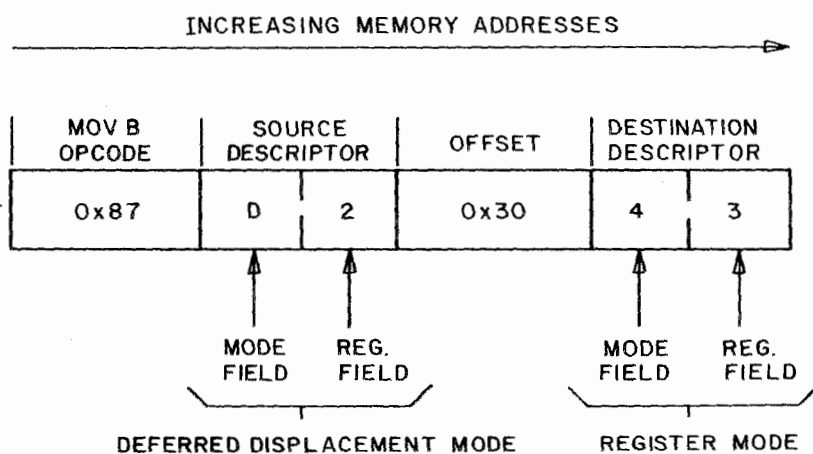 INCREASING MEMORY ADDRESSES
MOV B OPCODE
SOURCE DESCRIPTOR
OFFSET
DESTINATION DESCRIPTOR
0x87
D
2
0x30
4
3
MODE FIELD
REG. FIELD
MODE FIELD
REG. FIELD
DEFERRED DISPLACEMENT MODE
REGISTER MODE